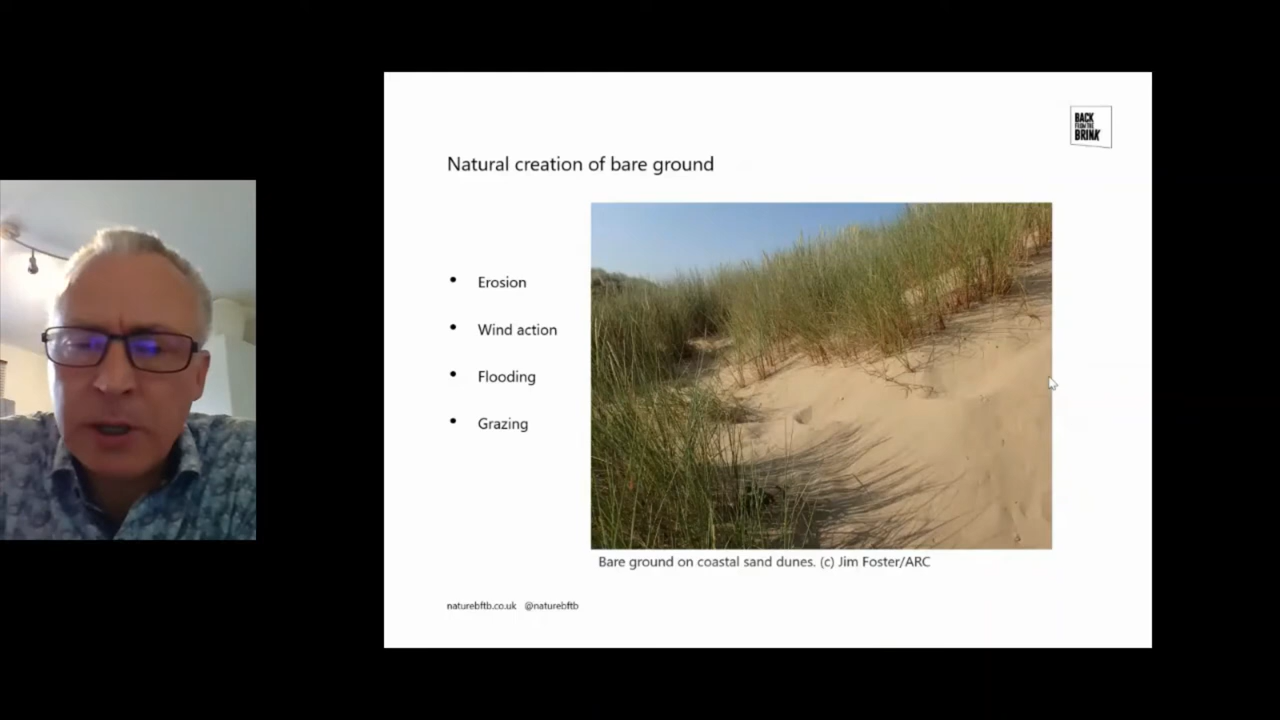 BACK
FROM THE
BRINK
Natural creation of bare ground
• Erosion
• Wind action
• Flooding
• Grazing
Bare ground on coastal sand dunes. (c) Jim Foster/ARC
naturebftb.co.uk @naturebftb